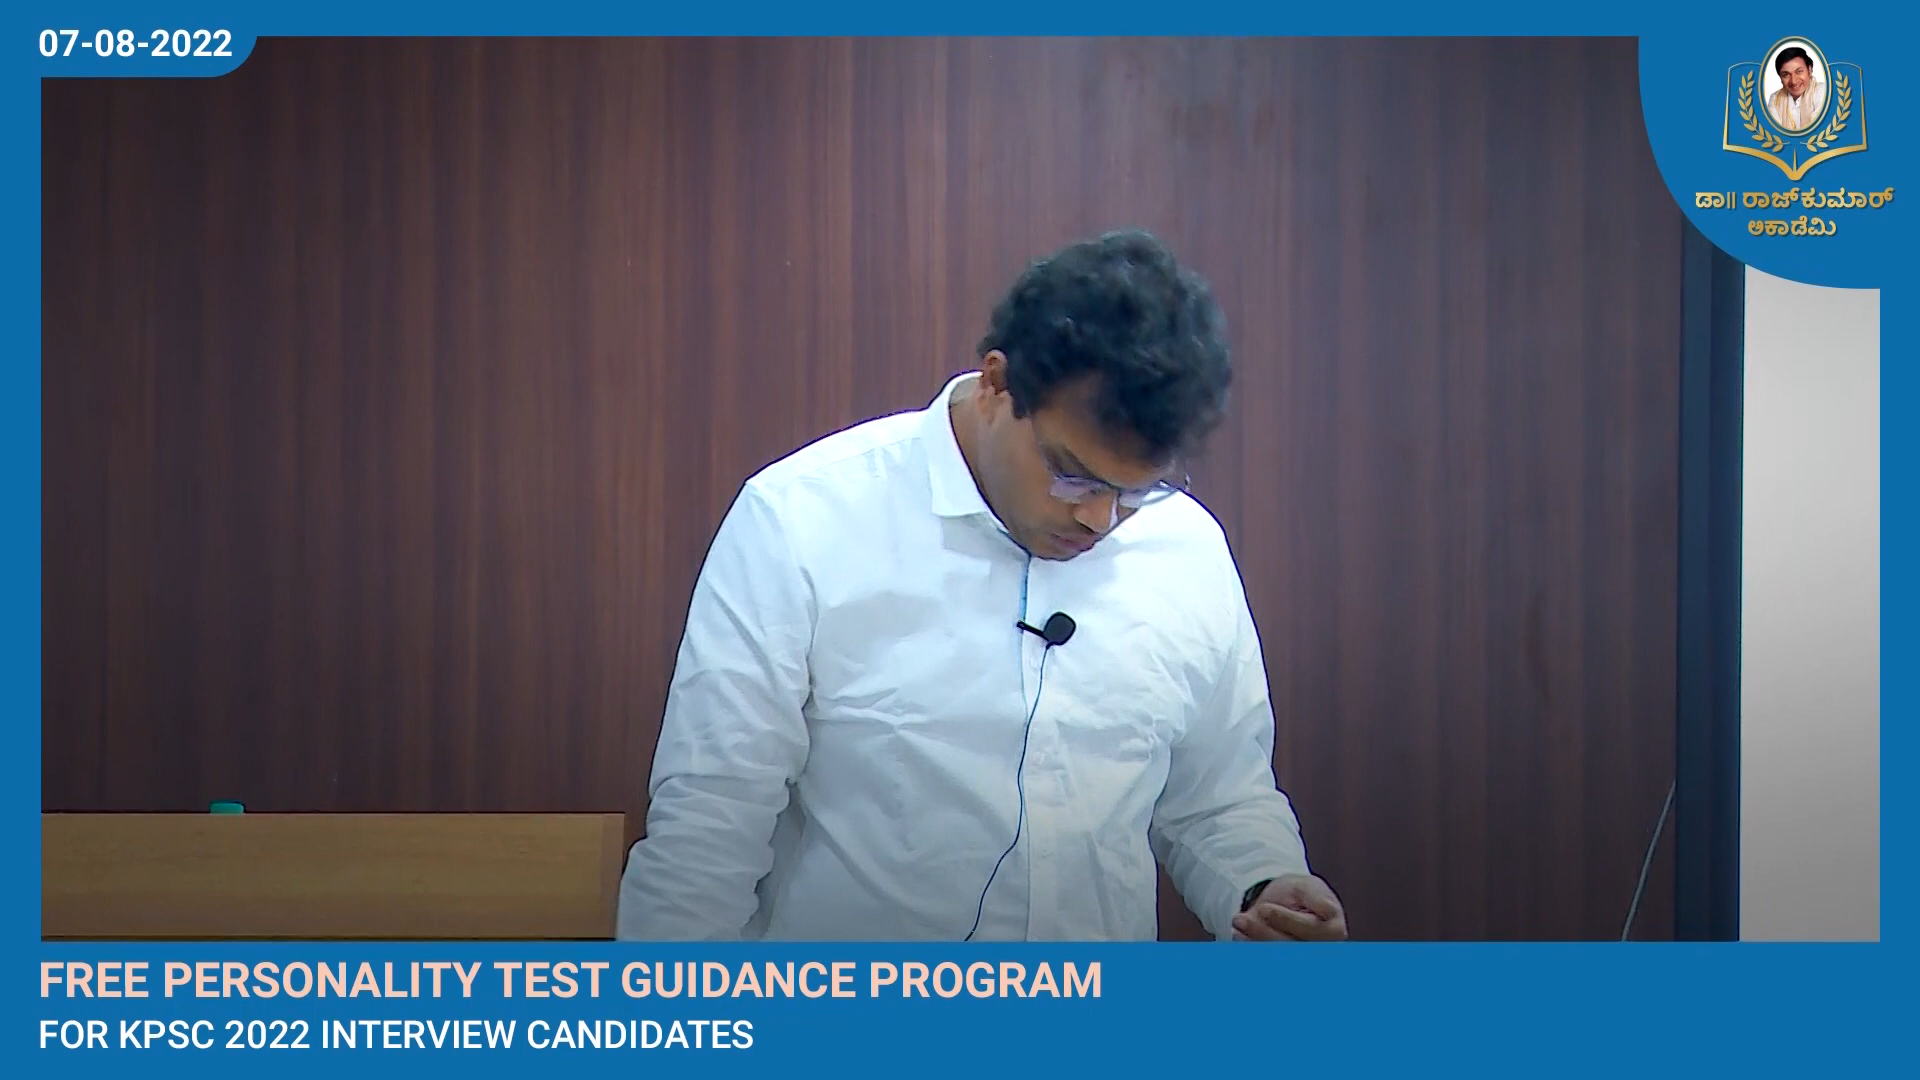 07-08-2022
ಡಾ|| ರಾಜ್‌ಕುಮಾರ್
ಅಕಾಡೆಮಿ
FREE PERSONALITY TEST GUIDANCE PROGRAM
FOR KPSC 2022 INTERVIEW CANDIDATES